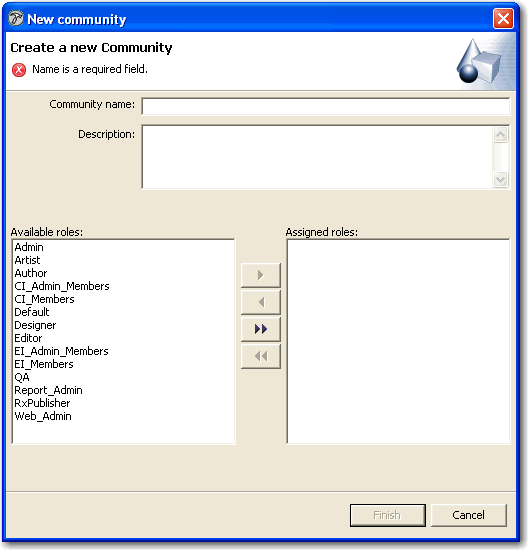 New community
Create a new Community
Name is a required field.
Community name:
Description:
Available roles:
Assigned roles:
Admin
Artist
Author
CI_Admin_Members
CI_Members
Default
Designer
Editor
EI_Admin_Members
EI_Members
QA
Report_Admin
RxPublisher
Web_Admin
Finish
Cancel